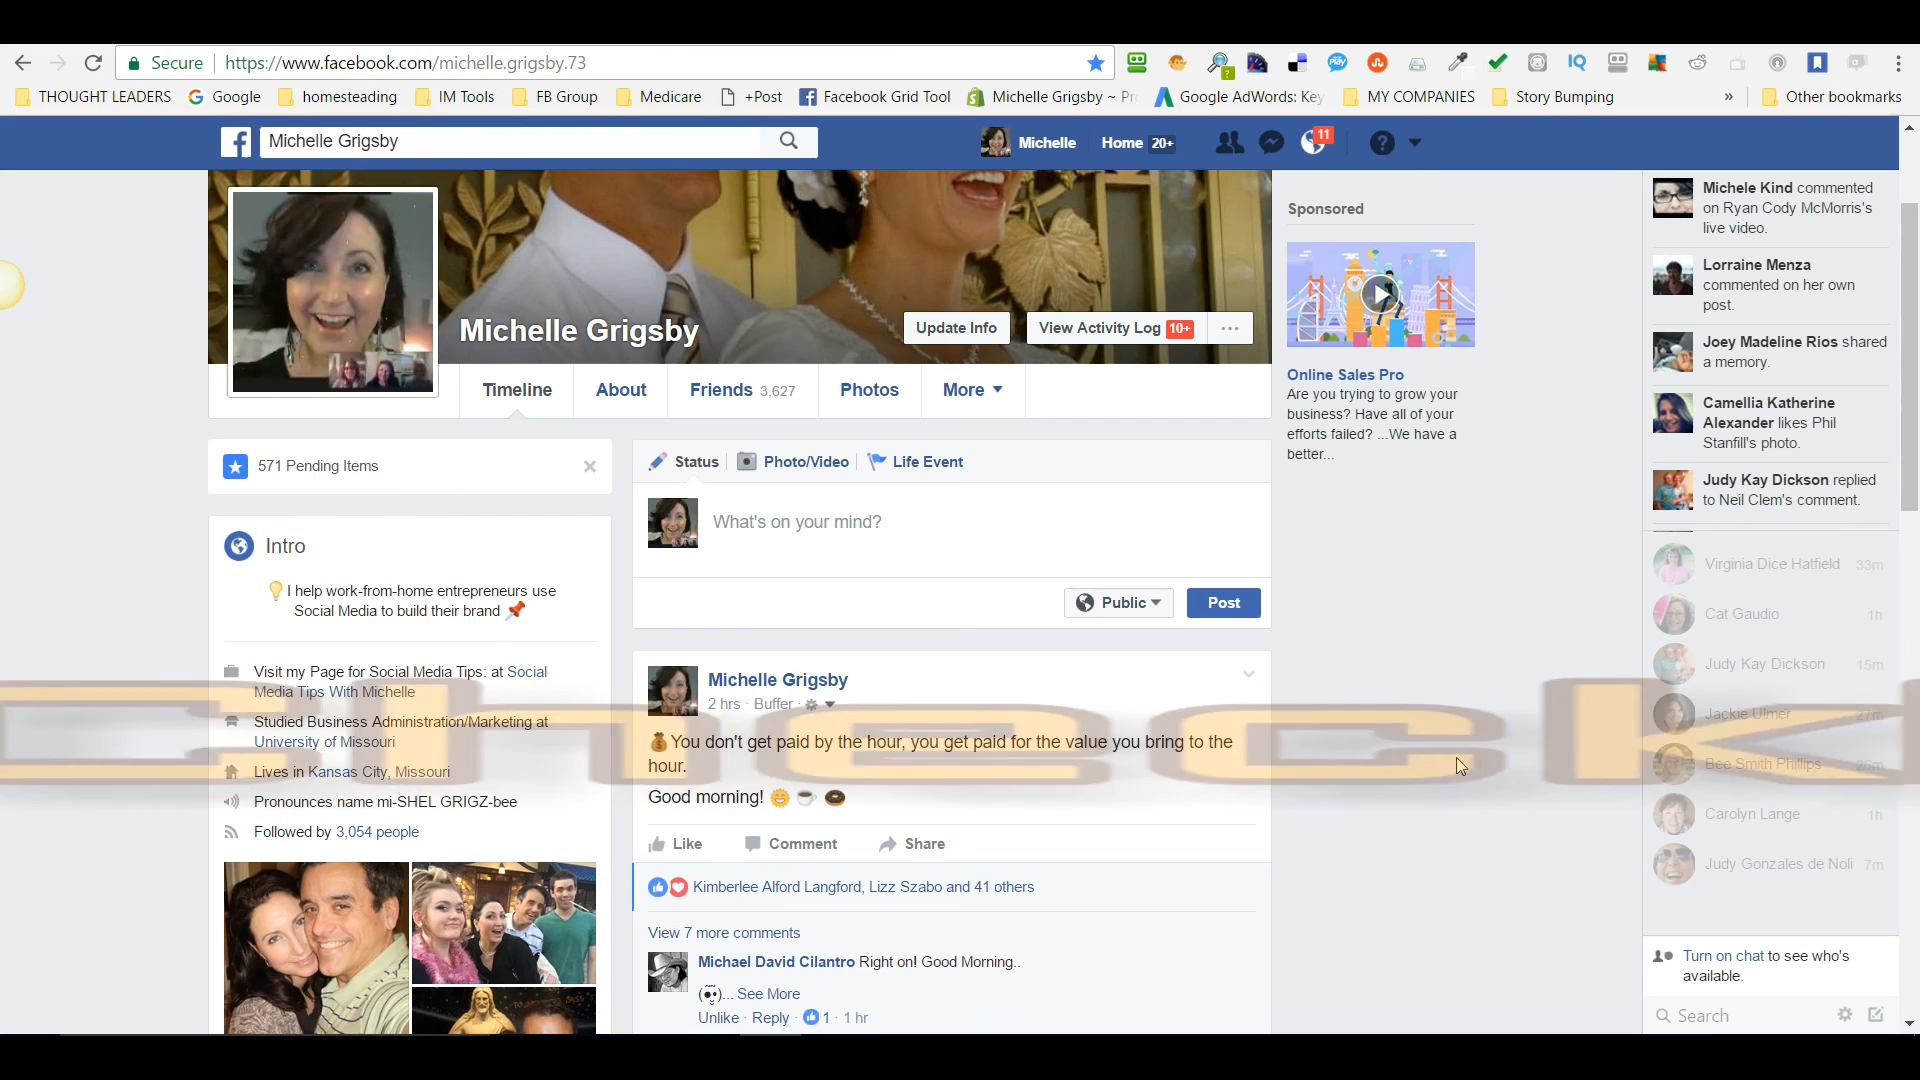 Secure https://www.facebook.com/michelle.grigsby.73
THOUGHT LEADERS Google homesteading IM Tools FB Group Medicare +Post Facebook Grid Tool Michelle Grigsby ~ Pr Google AdWords: Key MY COMPANIES Story Bumping » Other bookmarks
Michelle Grigsby
Michelle Home 20+ 11
Michelle Grigsby
Update Info
View Activity Log 10+
Timeline About Friends 3,627 Photos More
571 Pending Items
Intro
I help work-from-home entrepreneurs use
Social Media to build their brand
Visit my Page for Social Media Tips: at Social
Media Tips With Michelle
Studied Business Administration/Marketing at
University of Missouri
Lives in Kansas City, Missouri
Pronounces name mi-SHEL GRIGZ-bee
Followed by 3,054 people
Status Photo/Video Life Event
What's on your mind?
Public Post
Michelle Grigsby
2 hrs · Buffer ·
💰You don't get paid by the hour, you get paid for the value you bring to the
hour.
Good morning! 🌞 ☕ 🍩
Like Comment Share
Kimberlee Alford Langford, Lizz Szabo and 41 others
View 7 more comments
Michael David Cilantro Right on! Good Morning..
... See More
Unlike · Reply · 1 · 1 hr
Sponsored
Online Sales Pro
Are you trying to grow your
business? Have all of your
efforts failed? ...We have a
better...
Michele Kind commented
on Ryan Cody McMorris's
live video.
Lorraine Menza
commented on her own
post.
Joey Madeline Rios shared
a memory.
Camellia Katherine
Alexander likes Phil
Stanfill's photo.
Judy Kay Dickson replied
to Neil Clem's comment.
Virginia Dice Hatfield 33m
Cat Gaudio 1h
Judy Kay Dickson 15m
Jackie Ulmer 27m
Bee Smith Phillips
Carolyn Lange 1h
Judy Gonzales de Noli 7m
Turn on chat to see who's
available.
Search
Check